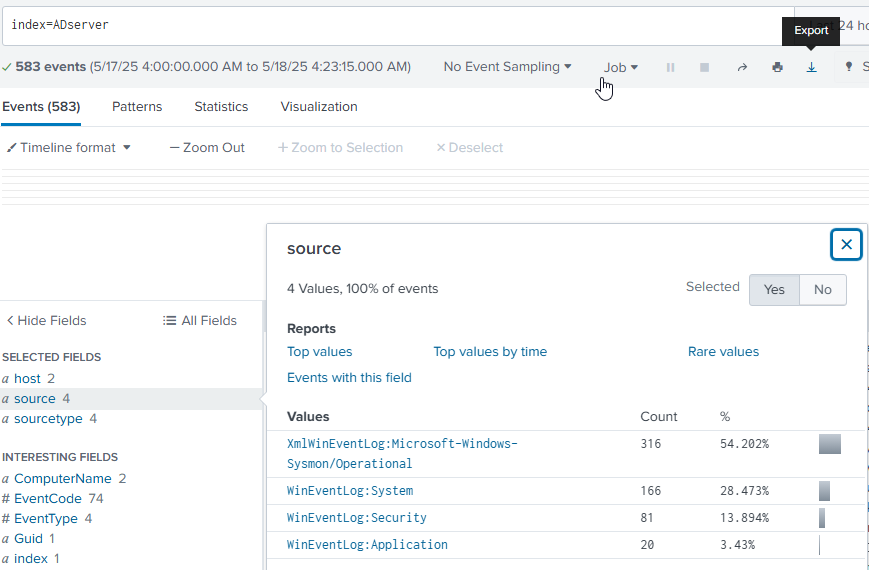 index=ADserver
24 ho
Export
✓ 583 events (5/17/25 4:00:00.000 AM to 5/18/25 4:23:15.000 AM)
No Event Sampling
Job
S
Events (583)
Patterns
Statistics
Visualization
Timeline format
— Zoom Out
+ Zoom to Selection
× Deselect
source
4 Values, 100% of events
Selected
Yes
No
Reports
Top values
Top values by time
Rare values
Events with this field
Values
Count
%
XmlWinEventLog:Microsoft-Windows-
Sysmon/Operational
316
54.202%
WinEventLog:System
166
28.473%
WinEventLog:Security
81
13.894%
WinEventLog:Application
20
3.43%
< Hide Fields
All Fields
SELECTED FIELDS
a host 2
a source 4
a sourcetype 4
INTERESTING FIELDS
a ComputerName 2
# EventCode 74
# EventType 4
a Guid 1
a index 1